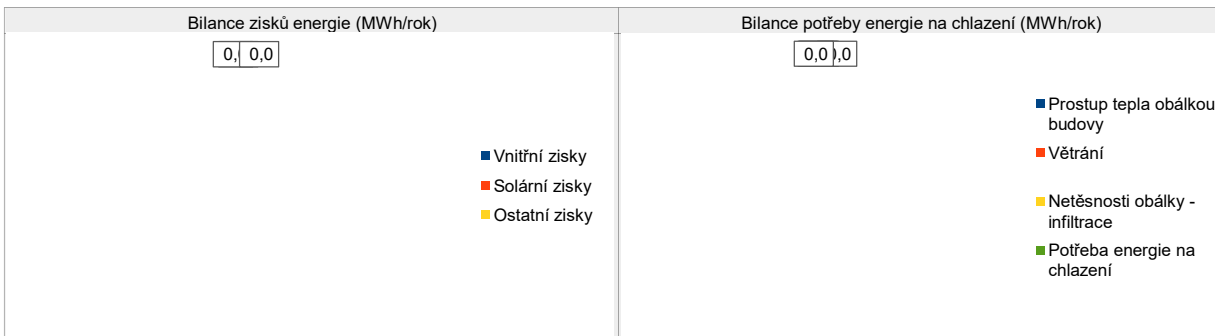 Bilance zisků energie (MWh/rok)
0,0
Vnitřní zisky
Solární zisky
Ostatní zisky
Bilance potřeby energie na chlazení (MWh/rok)
0,0
Prostup tepla obálkou
budovy
Větrání
Netěsnosti obálky -
infiltrace
Potřeba energie na
chlazení